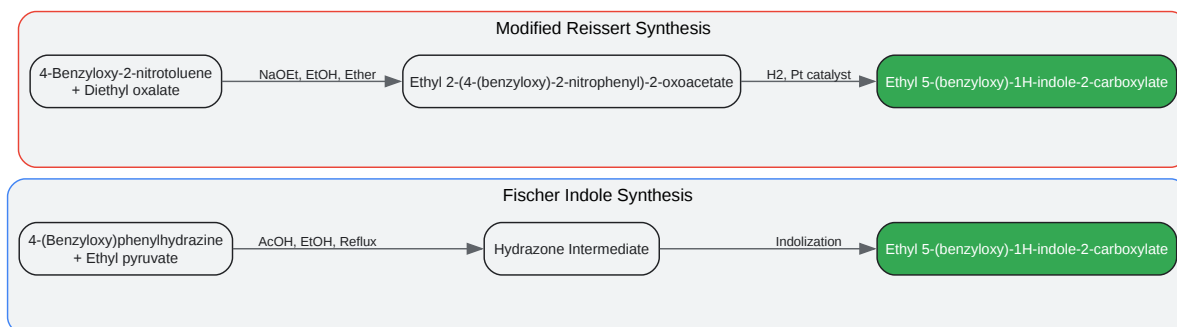 Modified Reissert Synthesis
4-Benzyloxy-2-nitrotoluene
+ Diethyl oxalate
NaOEt, EtOH, Ether
Ethyl 2-(4-(benzyloxy)-2-nitrophenyl)-2-oxoacetate
H2, Pt catalyst
Ethyl 5-(benzyloxy)-1H-indole-2-carboxylate
Fischer Indole Synthesis
4-(Benzyloxy)phenylhydrazine
+ Ethyl pyruvate
AcOH, EtOH, Reflux
Hydrazone Intermediate
Indolization
Ethyl 5-(benzyloxy)-1H-indole-2-carboxylate